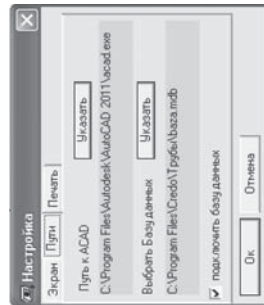 Настройка
Экран Пути Печать
Путь к ACAD
Указать
C:\Program Files\Autodesk\AutoCAD 2011\acad.exe
Выбрать Базу данных
Указать
C:\Program Files\Credo\Трубы\baza.mdb
подключить базу данных
Ок
Отмена